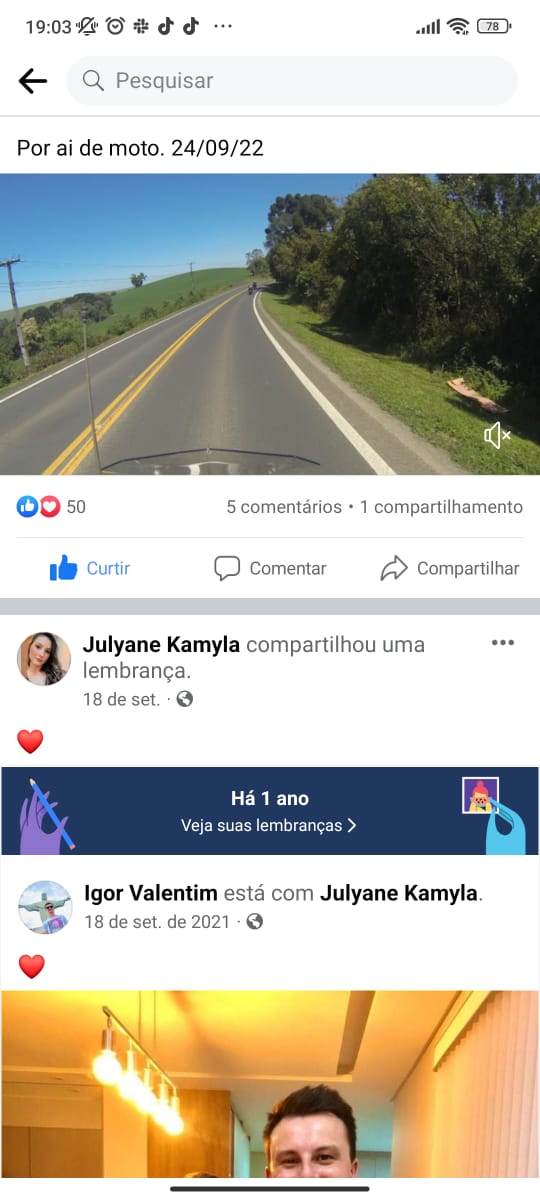 19:03
78
Pesquisar
Por ai de moto. 24/09/22
50
5 comentários • 1 compartilhamento
Curtir
Comentar
Compartilhar
Julyane Kamyla compartilhou uma
lembrança.
18 de set. ·
Há 1 ano
Veja suas lembranças
Igor Valentim está com Julyane Kamyla.
18 de set. de 2021 ·